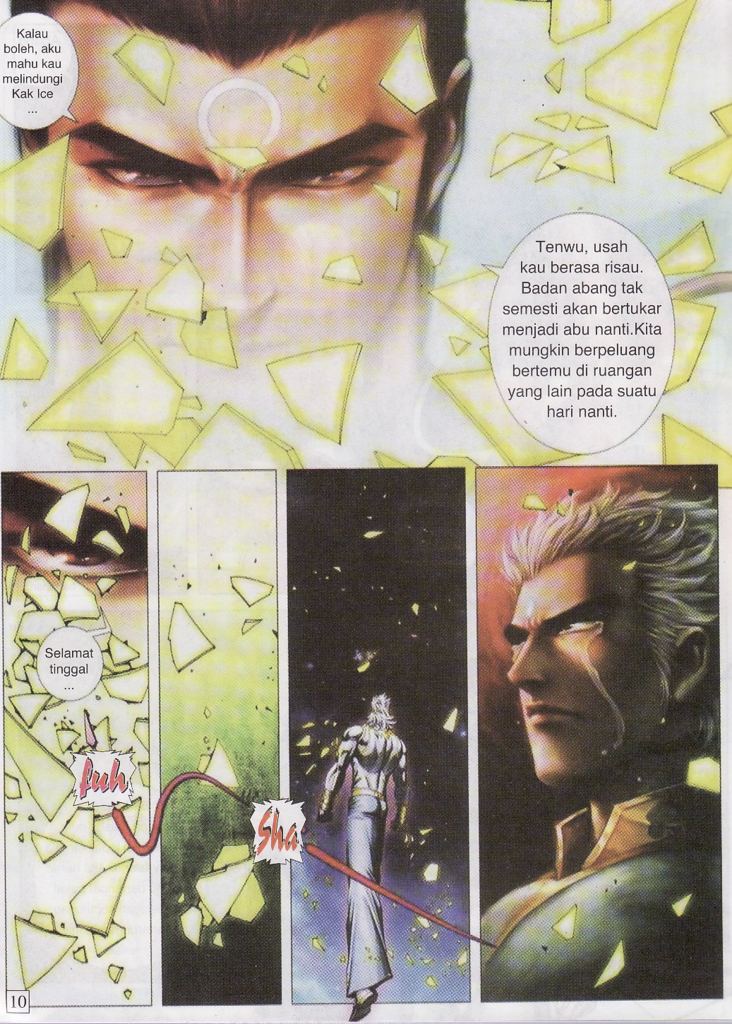 Kalau
boleh, aku
mahu kau
melindungi
Kak Ice
...
Tenwu, usah
kau berasa risau.
Badan abang tak
semesti akan bertukar
menjadi abu nanti.Kita
mungkin berpeluang
bertemu di ruangan
yang lain pada suatu
hari nanti.
Selamat
tinggal
...
fuh
Sha
10